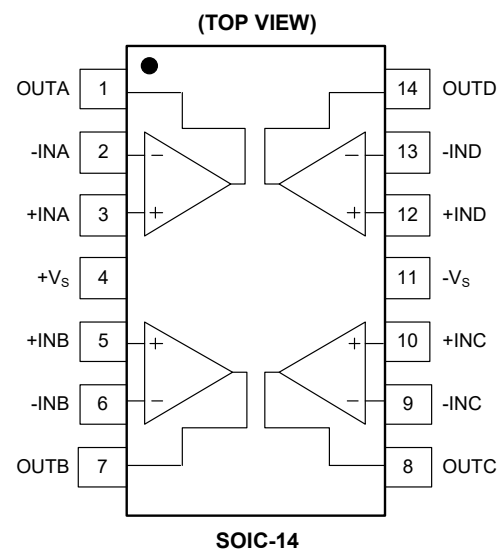 (TOP VIEW)
OUTA 1 14 OUTD
-INA 2 − − 13 -IND
+INA 3 + + 12 +IND
+VS 4 11 -VS
+INB 5 + + 10 +INC
-INB 6 − − 9 -INC
OUTB 7 8 OUTC
SOIC-14